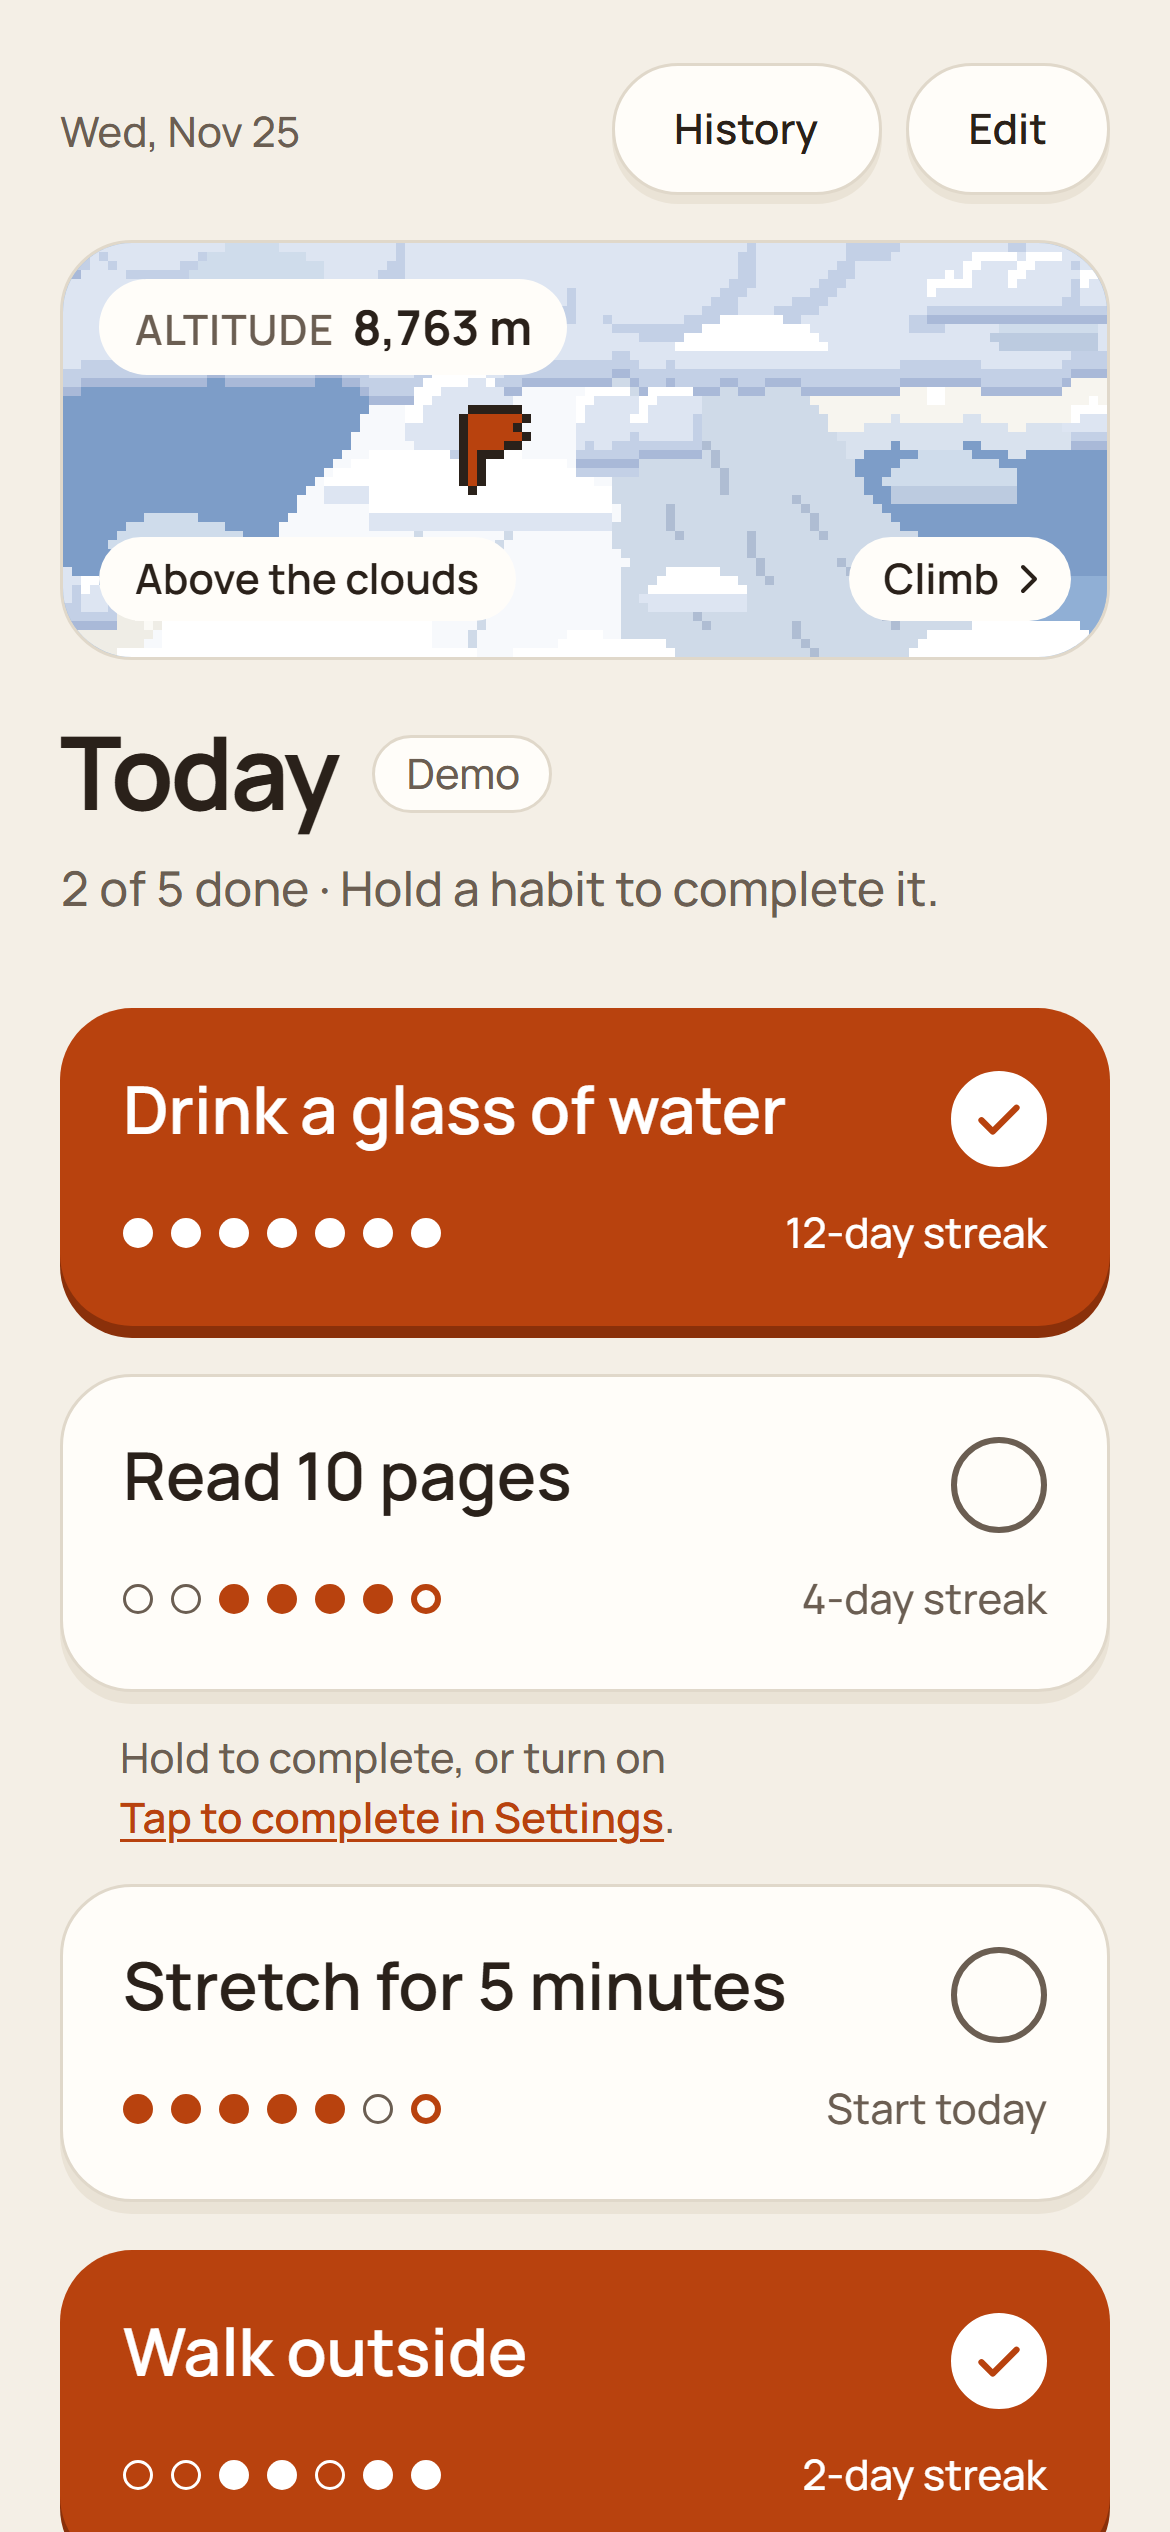 Wed, Nov 25
History
Edit
ALTITUDE 8,763 m
Above the clouds
Climb
Today
Demo
2 of 5 done · Hold a habit to complete it.
Drink a glass of water
12-day streak
Read 10 pages
4-day streak
Hold to complete, or turn on
Tap to complete in Settings.
Stretch for 5 minutes
Start today
Walk outside
2-day streak